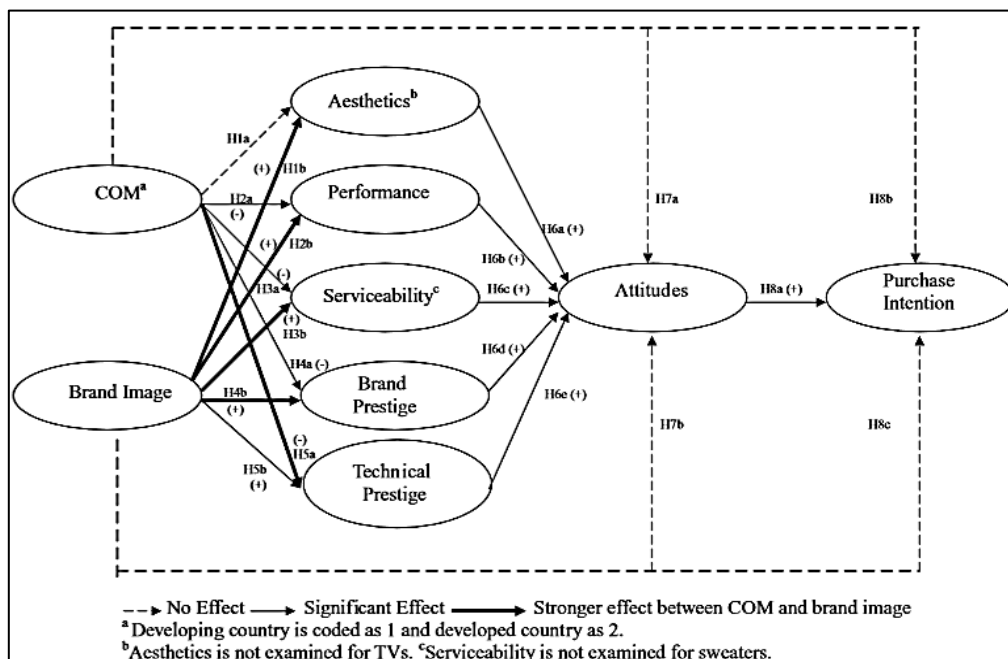 Aesthetics^b
H1a
(+)
H1b
COM^a
H2a
(-)
Performance
H7a
H8b
(+)
H2b
H6a (+)
H6b (+)
(-)
H3a
Serviceability^c
H6c (+)
Attitudes
H8a (+)
Purchase
Intention
(+)
H3b
H6d (+)
H4a (-)
Brand Image
H4b
(+)
Brand
Prestige
H6e (+)
H7b
H8c
(-)
H5a
H5b
(+)
Technical
Prestige
No Effect Significant Effect Stronger effect between COM and brand image
^a Developing country is coded as 1 and developed country as 2.
^bAesthetics is not examined for TVs. ^cServiceability is not examined for sweaters.